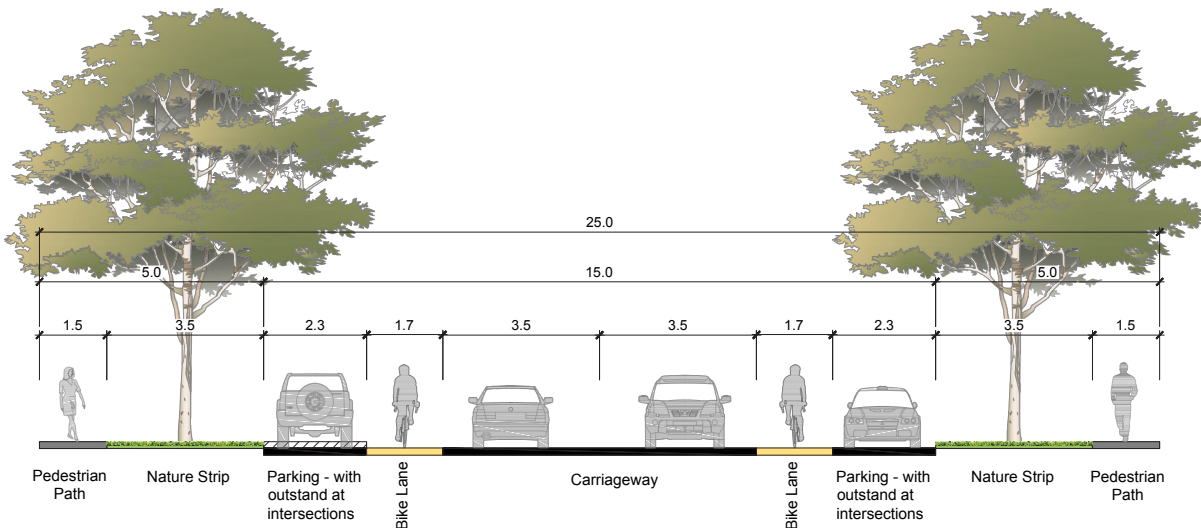 25.0
5.0 15.0 5.0
1.5 3.5 2.3 1.7 3.5 3.5 1.7 2.3 3.5 1.5
Pedestrian
Path
Nature Strip
Parking - with
outstand at
intersections
Bike Lane
Carriageway
Bike Lane
Parking - with
outstand at
intersections
Nature Strip
Pedestrian
Path